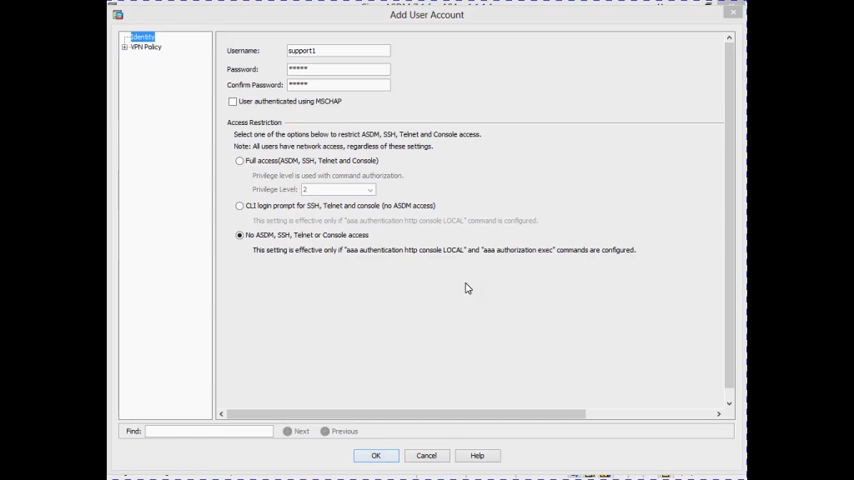 Add User Account
Identity
VPN Policy
Username: support1
Password: *****
Confirm Password: *****
User authenticated using MSCHAP
Access Restriction
Select one of the options below to restrict ASDM, SSH, Telnet and Console access.
Note: All users have network access, regardless of these settings.
Full access(ASDM, SSH, Telnet and Console)
Privilege level is used with command authorization.
Privilege Level: 2
CLI login prompt for SSH, Telnet and console (no ASDM access)
This setting is effective only if "aaa authentication http console LOCAL" command is configured.
No ASDM, SSH, Telnet or Console access
This setting is effective only if "aaa authentication http console LOCAL" and "aaa authorization exec" commands are configured.
Find: Next Previous
OK Cancel Help